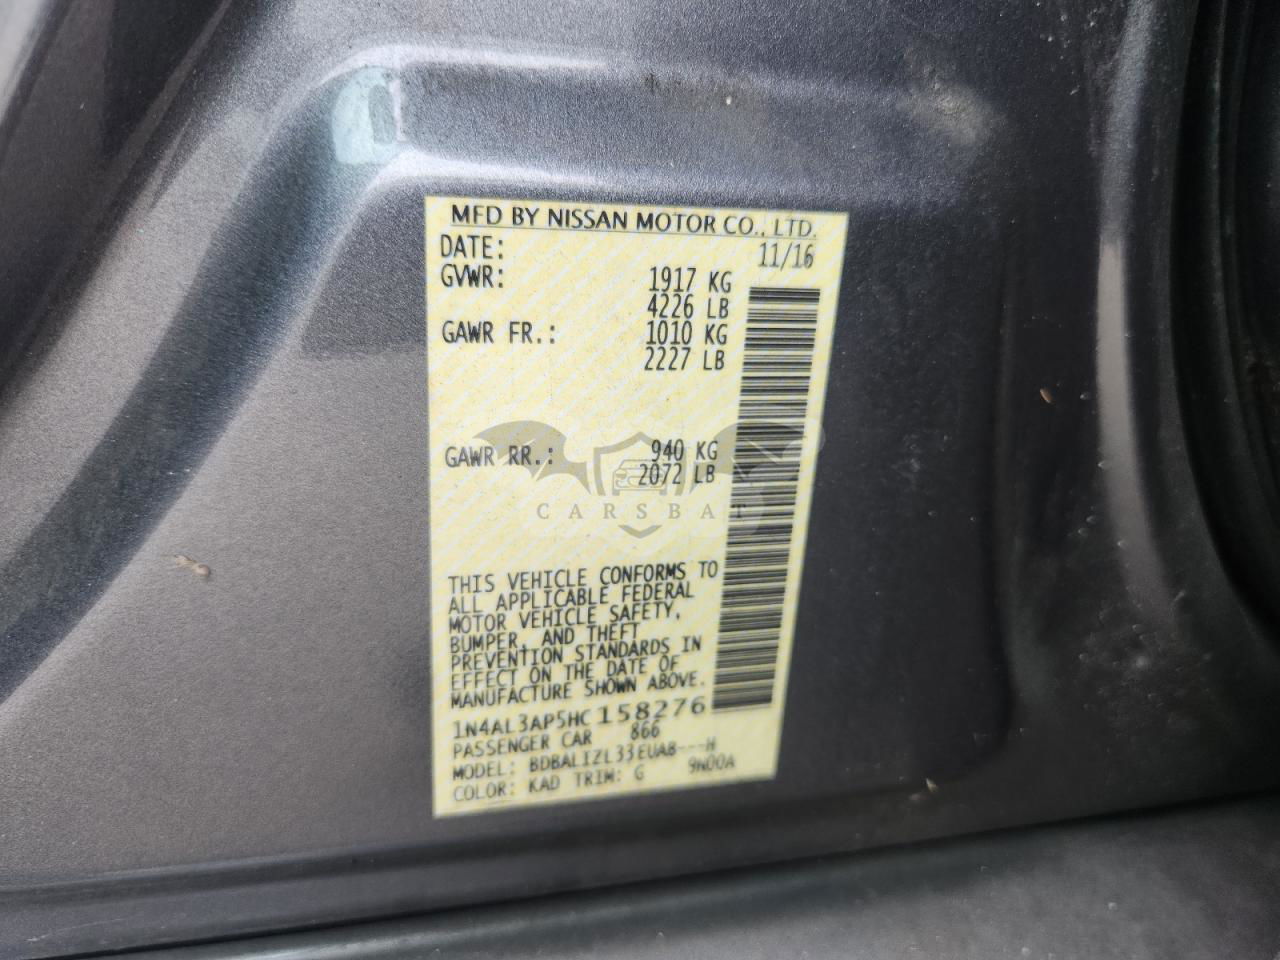 MFD BY NISSAN MOTOR CO., LTD.
DATE: 11/16
GVWR: 1917 KG
4226 LB
GAWR FR.: 1010 KG
2227 LB
GAWR RR.: 940 KG
2072 LB
CARSBAT
THIS VEHICLE CONFORMS TO
ALL APPLICABLE FEDERAL
MOTOR VEHICLE SAFETY,
BUMPER, AND THEFT
PREVENTION STANDARDS IN
EFFECT ON THE DATE OF
MANUFACTURE SHOWN ABOVE.
1N4AL3AP5HC158276
PASSENGER CAR 866
MODEL: BDBALIZL33EUA8---H
COLOR: KAD TRIM: G 9N00A